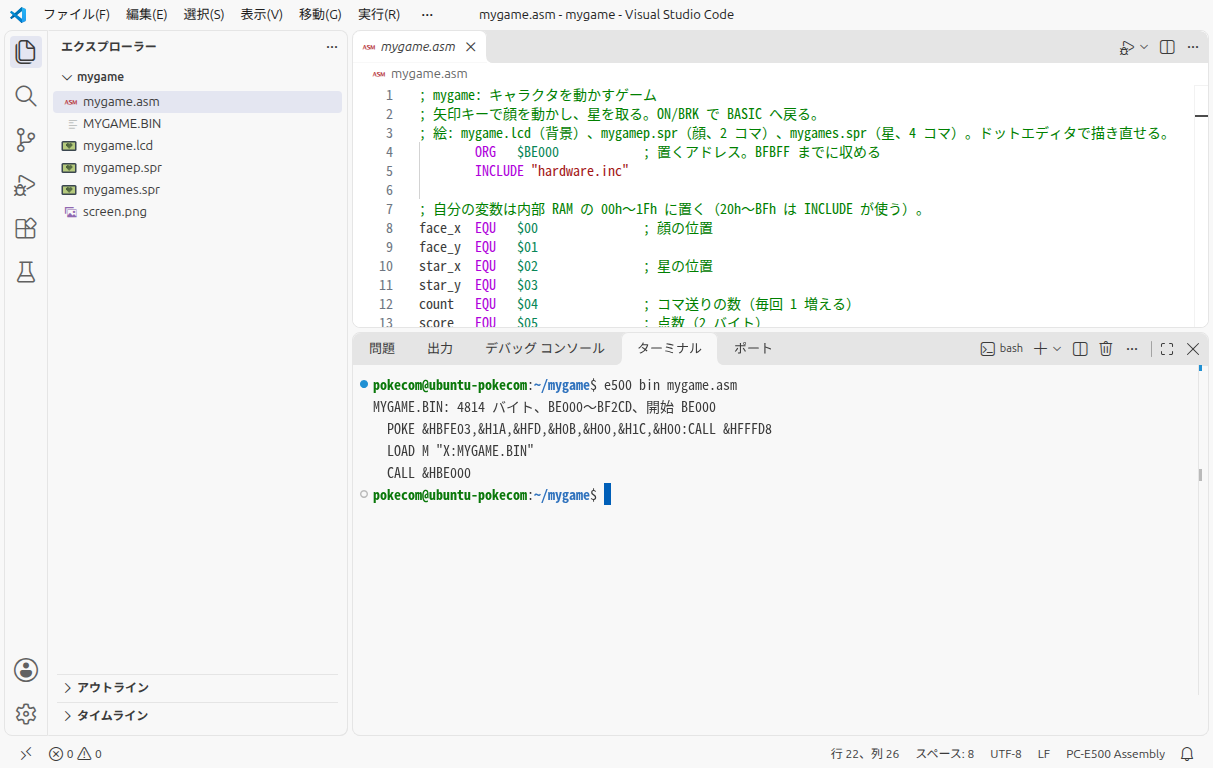 ファイル(F) 編集(E) 選択(S) 表示(V) 移動(G) 実行(R) ··· mygame.asm - mygame - Visual Studio Code
エクスプローラー ···
mygame
ASM mygame.asm
MYGAME.BIN
mygame.lcd
mygamep.spr
mygames.spr
screen.png
アウトライン
タイムライン
ASM mygame.asm
ASM mygame.asm
1 ; mygame: キャラクタを動かすゲーム
2 ; 矢印キーで顔を動かし、星を取る。ON/BRK で BASIC へ戻る。
3 ; 絵: mygame.lcd（背景）、mygamep.spr（顔、2 コマ）、mygames.spr（星、4 コマ）。ドットエディタで描き直せる。
4 ORG $BE000 ; 置くアドレス。BFBFF までに収める
5 INCLUDE "hardware.inc"
6
7 ; 自分の変数は内部 RAM の 00h〜1Fh に置く（20h〜BFh は INCLUDE が使う）。
8 face_x EQU $00 ; 顔の位置
9 face_y EQU $01
10 star_x EQU $02 ; 星の位置
11 star_y EQU $03
12 count EQU $04 ; コマ送りの数（毎回 1 増える）
13 score EQU $05 ; 点数（2 バイト）
問題 出力 デバッグ コンソール ターミナル ポート bash ···
pokecom@ubuntu-pokecom:~/mygame$ e500 bin mygame.asm
MYGAME.BIN: 4814 バイト、BE000〜BF2CD、開始 BE000
POKE &HBFE03,&H1A,&HFD,&H0B,&H00,&H1C,&H00:CALL &HFFFD8
LOAD M "X:MYGAME.BIN"
CALL &HBE000
pokecom@ubuntu-pokecom:~/mygame$
0 0 行 22、列 26 スペース: 8 UTF-8 LF PC-E500 Assembly